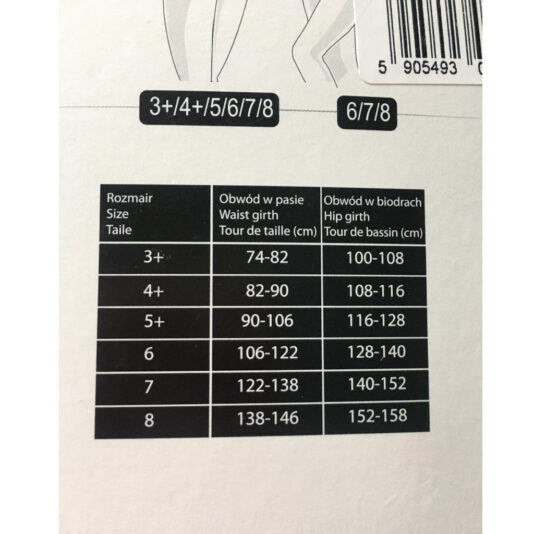 5 905493 0
3+/4+/5/6/7/8
6/7/8
Rozmair Obwód w pasie Obwód w biodrach
Size Waist girth Hip girth
Taile Tour de taille (cm) Tour de bassin (cm)
3+ 74-82 100-108
4+ 82-90 108-116
5+ 90-106 116-128
6 106-122 128-140
7 122-138 140-152
8 138-146 152-158